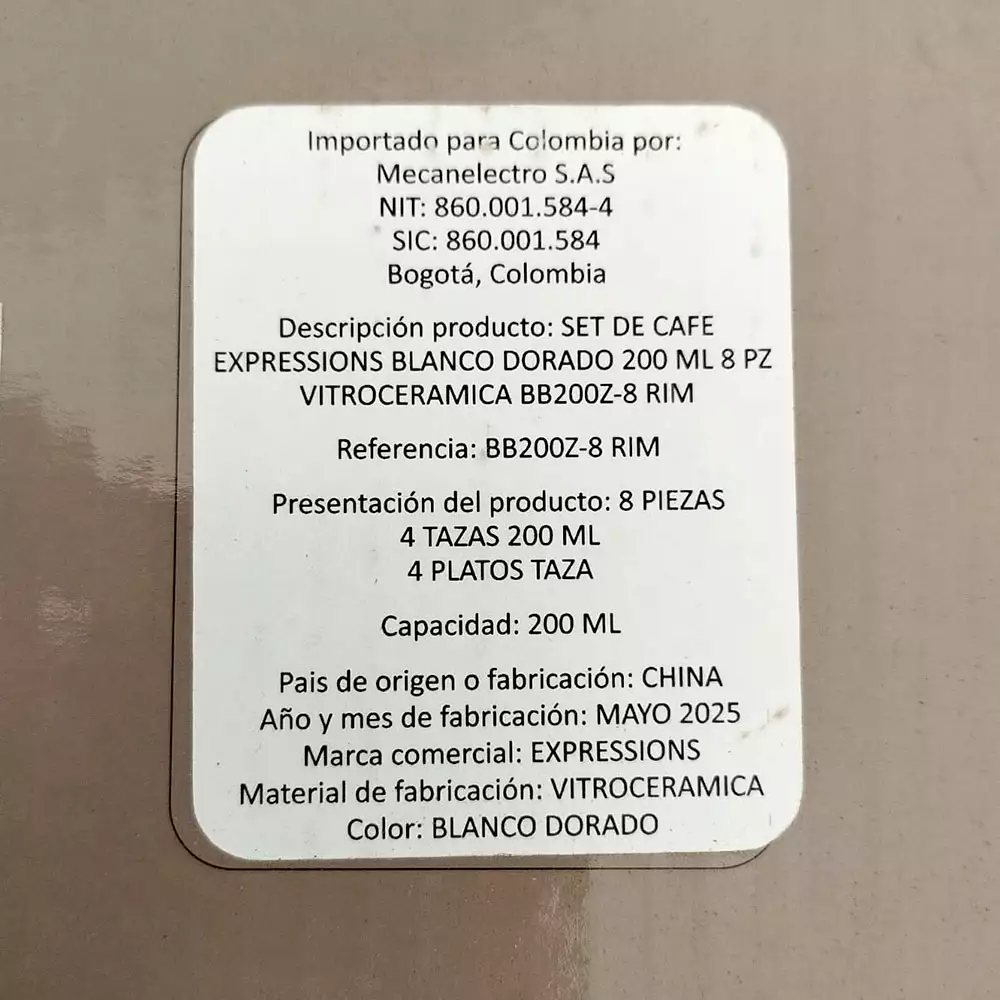 Importado para Colombia por:
Mecanelectro S.A.S
NIT: 860.001.584-4
SIC: 860.001.584
Bogotá, Colombia
Descripción producto: SET DE CAFE
EXPRESSIONS BLANCO DORADO 200 ML 8 PZ
VITROCERAMICA BB200Z-8 RIM
Referencia: BB200Z-8 RIM
Presentación del producto: 8 PIEZAS
4 TAZAS 200 ML
4 PLATOS TAZA
Capacidad: 200 ML
Pais de origen o fabricación: CHINA
Año y mes de fabricación: MAYO 2025
Marca comercial: EXPRESSIONS
Material de fabricación: VITROCERAMICA
Color: BLANCO DORADO